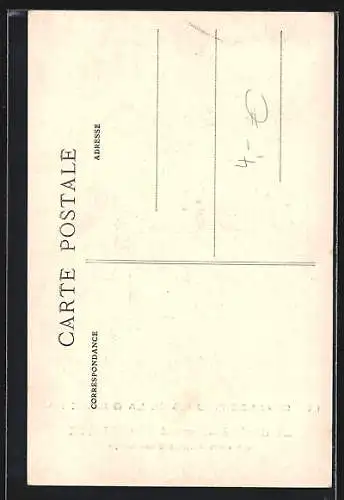 CARTE POSTALE
CORRESPONDANCE
ADRESSE
4,- €